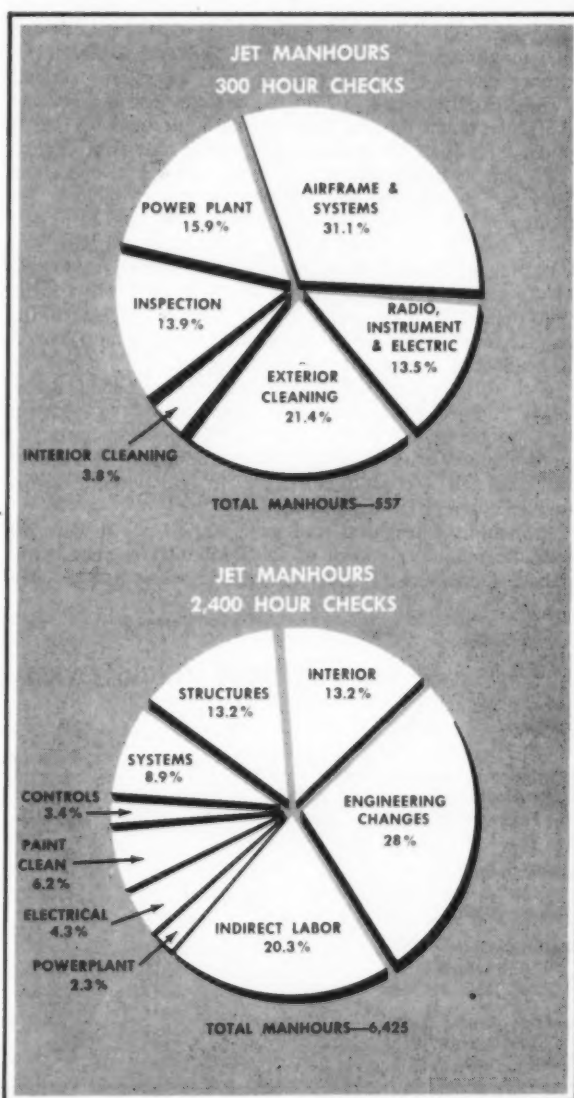 JET MANHOURS
300 HOUR CHECKS
AIRFRAME &
SYSTEMS
31.1%
POWER PLANT
15.9%
RADIO,
INSTRUMENT
& ELECTRIC
13.5%
INSPECTION
13.9%
EXTERIOR
CLEANING
21.4%
INTERIOR CLEANING
3.8%
TOTAL MANHOURS—557
JET MANHOURS
2,400 HOUR CHECKS
INTERIOR
13.2%
STRUCTURES
13.2%
SYSTEMS
8.9%
CONTROLS
3.4%
ENGINEERING
CHANGES
28%
PAINT
CLEAN
6.2%
ELECTRICAL
4.3%
INDIRECT LABOR
20.3%
POWERPLANT
2.3%
TOTAL MANHOURS—6,425